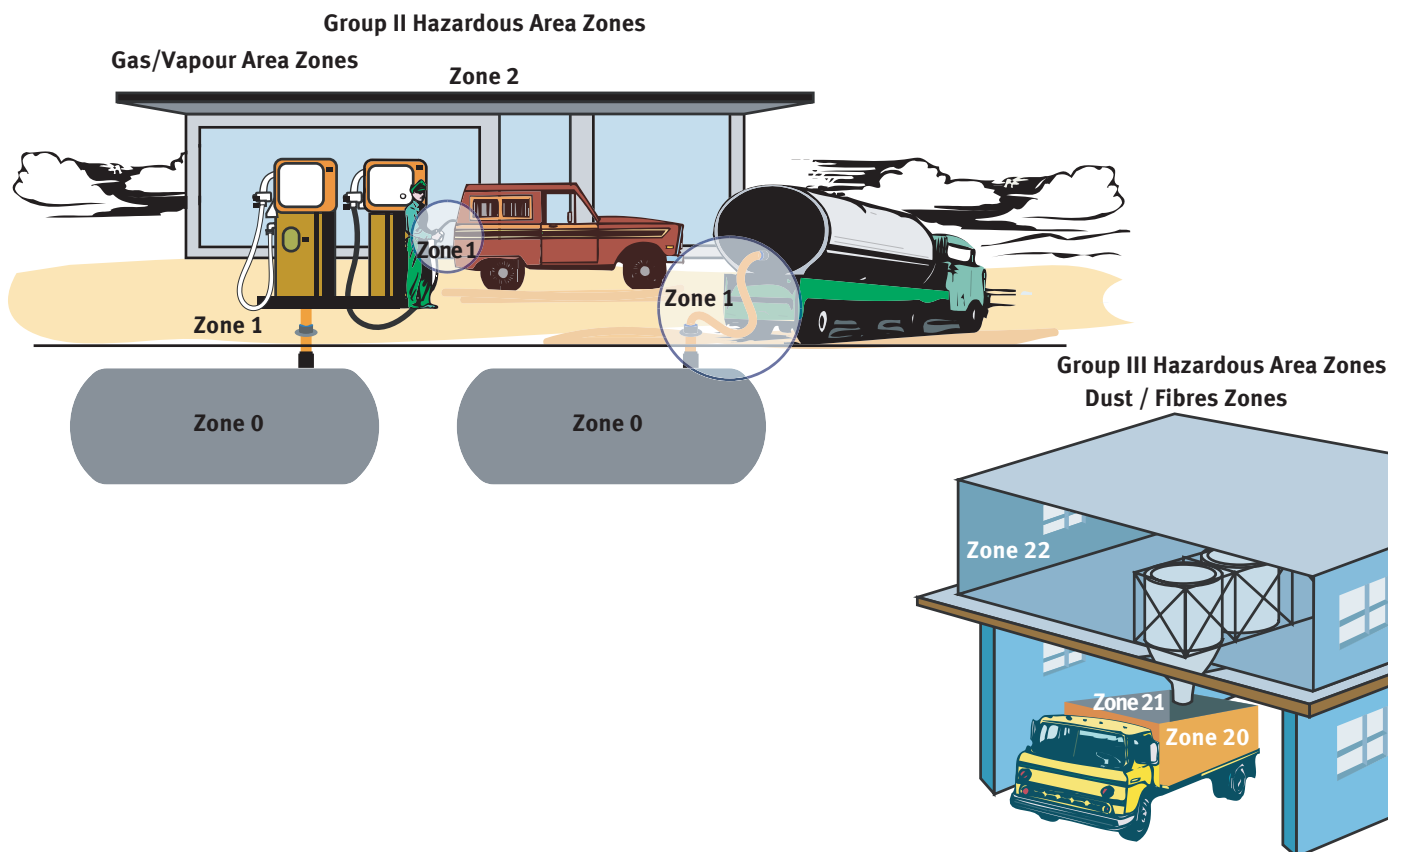 Group II Hazardous Area Zones
Gas/Vapour Area Zones
Zone 2
Zone 1
Zone 1
Zone 1
Zone 0
Zone 0
Group III Hazardous Area Zones
Dust / Fibres Zones
Zone 22
Zone 21
Zone 20